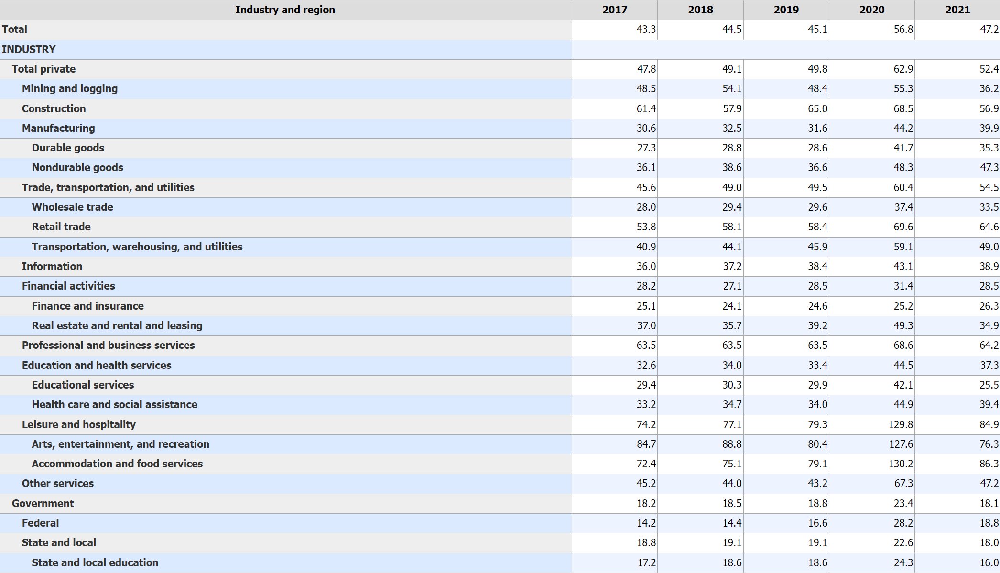 Industry and region 2017 2018 2019 2020 2021
Total 43.3 44.5 45.1 56.8 47.2
INDUSTRY
Total private 47.8 49.1 49.8 62.9 52.4
Mining and logging 48.5 54.1 48.4 55.3 36.2
Construction 61.4 57.9 65.0 68.5 56.9
Manufacturing 30.6 32.5 31.6 44.2 39.9
Durable goods 27.3 28.8 28.6 41.7 35.3
Nondurable goods 36.1 38.6 36.6 48.3 47.3
Trade, transportation, and utilities 45.6 49.0 49.5 60.4 54.5
Wholesale trade 28.0 29.4 29.6 37.4 33.5
Retail trade 53.8 58.1 58.4 69.6 64.6
Transportation, warehousing, and utilities 40.9 44.1 45.9 59.1 49.0
Information 36.0 37.2 38.4 43.1 38.9
Financial activities 28.2 27.1 28.5 31.4 28.5
Finance and insurance 25.1 24.1 24.6 25.2 26.3
Real estate and rental and leasing 37.0 35.7 39.2 49.3 34.9
Professional and business services 63.5 63.5 63.5 68.6 64.2
Education and health services 32.6 34.0 33.4 44.5 37.3
Educational services 29.4 30.3 29.9 42.1 25.5
Health care and social assistance 33.2 34.7 34.0 44.9 39.4
Leisure and hospitality 74.2 77.1 79.3 129.8 84.9
Arts, entertainment, and recreation 84.7 88.8 80.4 127.6 76.3
Accommodation and food services 72.4 75.1 79.1 130.2 86.3
Other services 45.2 44.0 43.2 67.3 47.2
Government 18.2 18.5 18.8 23.4 18.1
Federal 14.2 14.4 16.6 28.2 18.8
State and local 18.8 19.1 19.1 22.6 18.0
State and local education 17.2 18.6 18.6 24.3 16.0